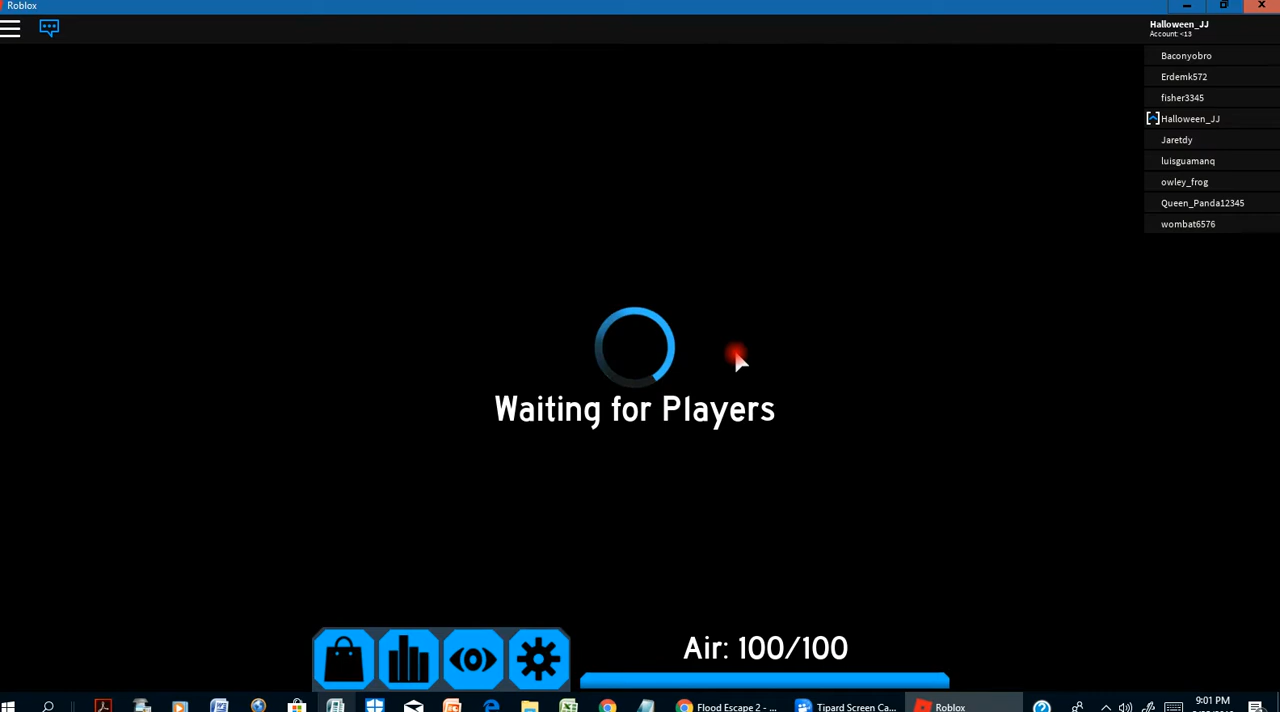 Roblox
Halloween_JJ
Account: <13
Baconyobro
Erdemk572
fisher3345
Halloween_JJ
Jaretdy
luisguamanq
owley_frog
Queen_Panda12345
wombat6576
Waiting for Players
Air: 100/100
Flood Escape 2 - ...
Tipard Screen Ca...
Roblox
9:01 PM